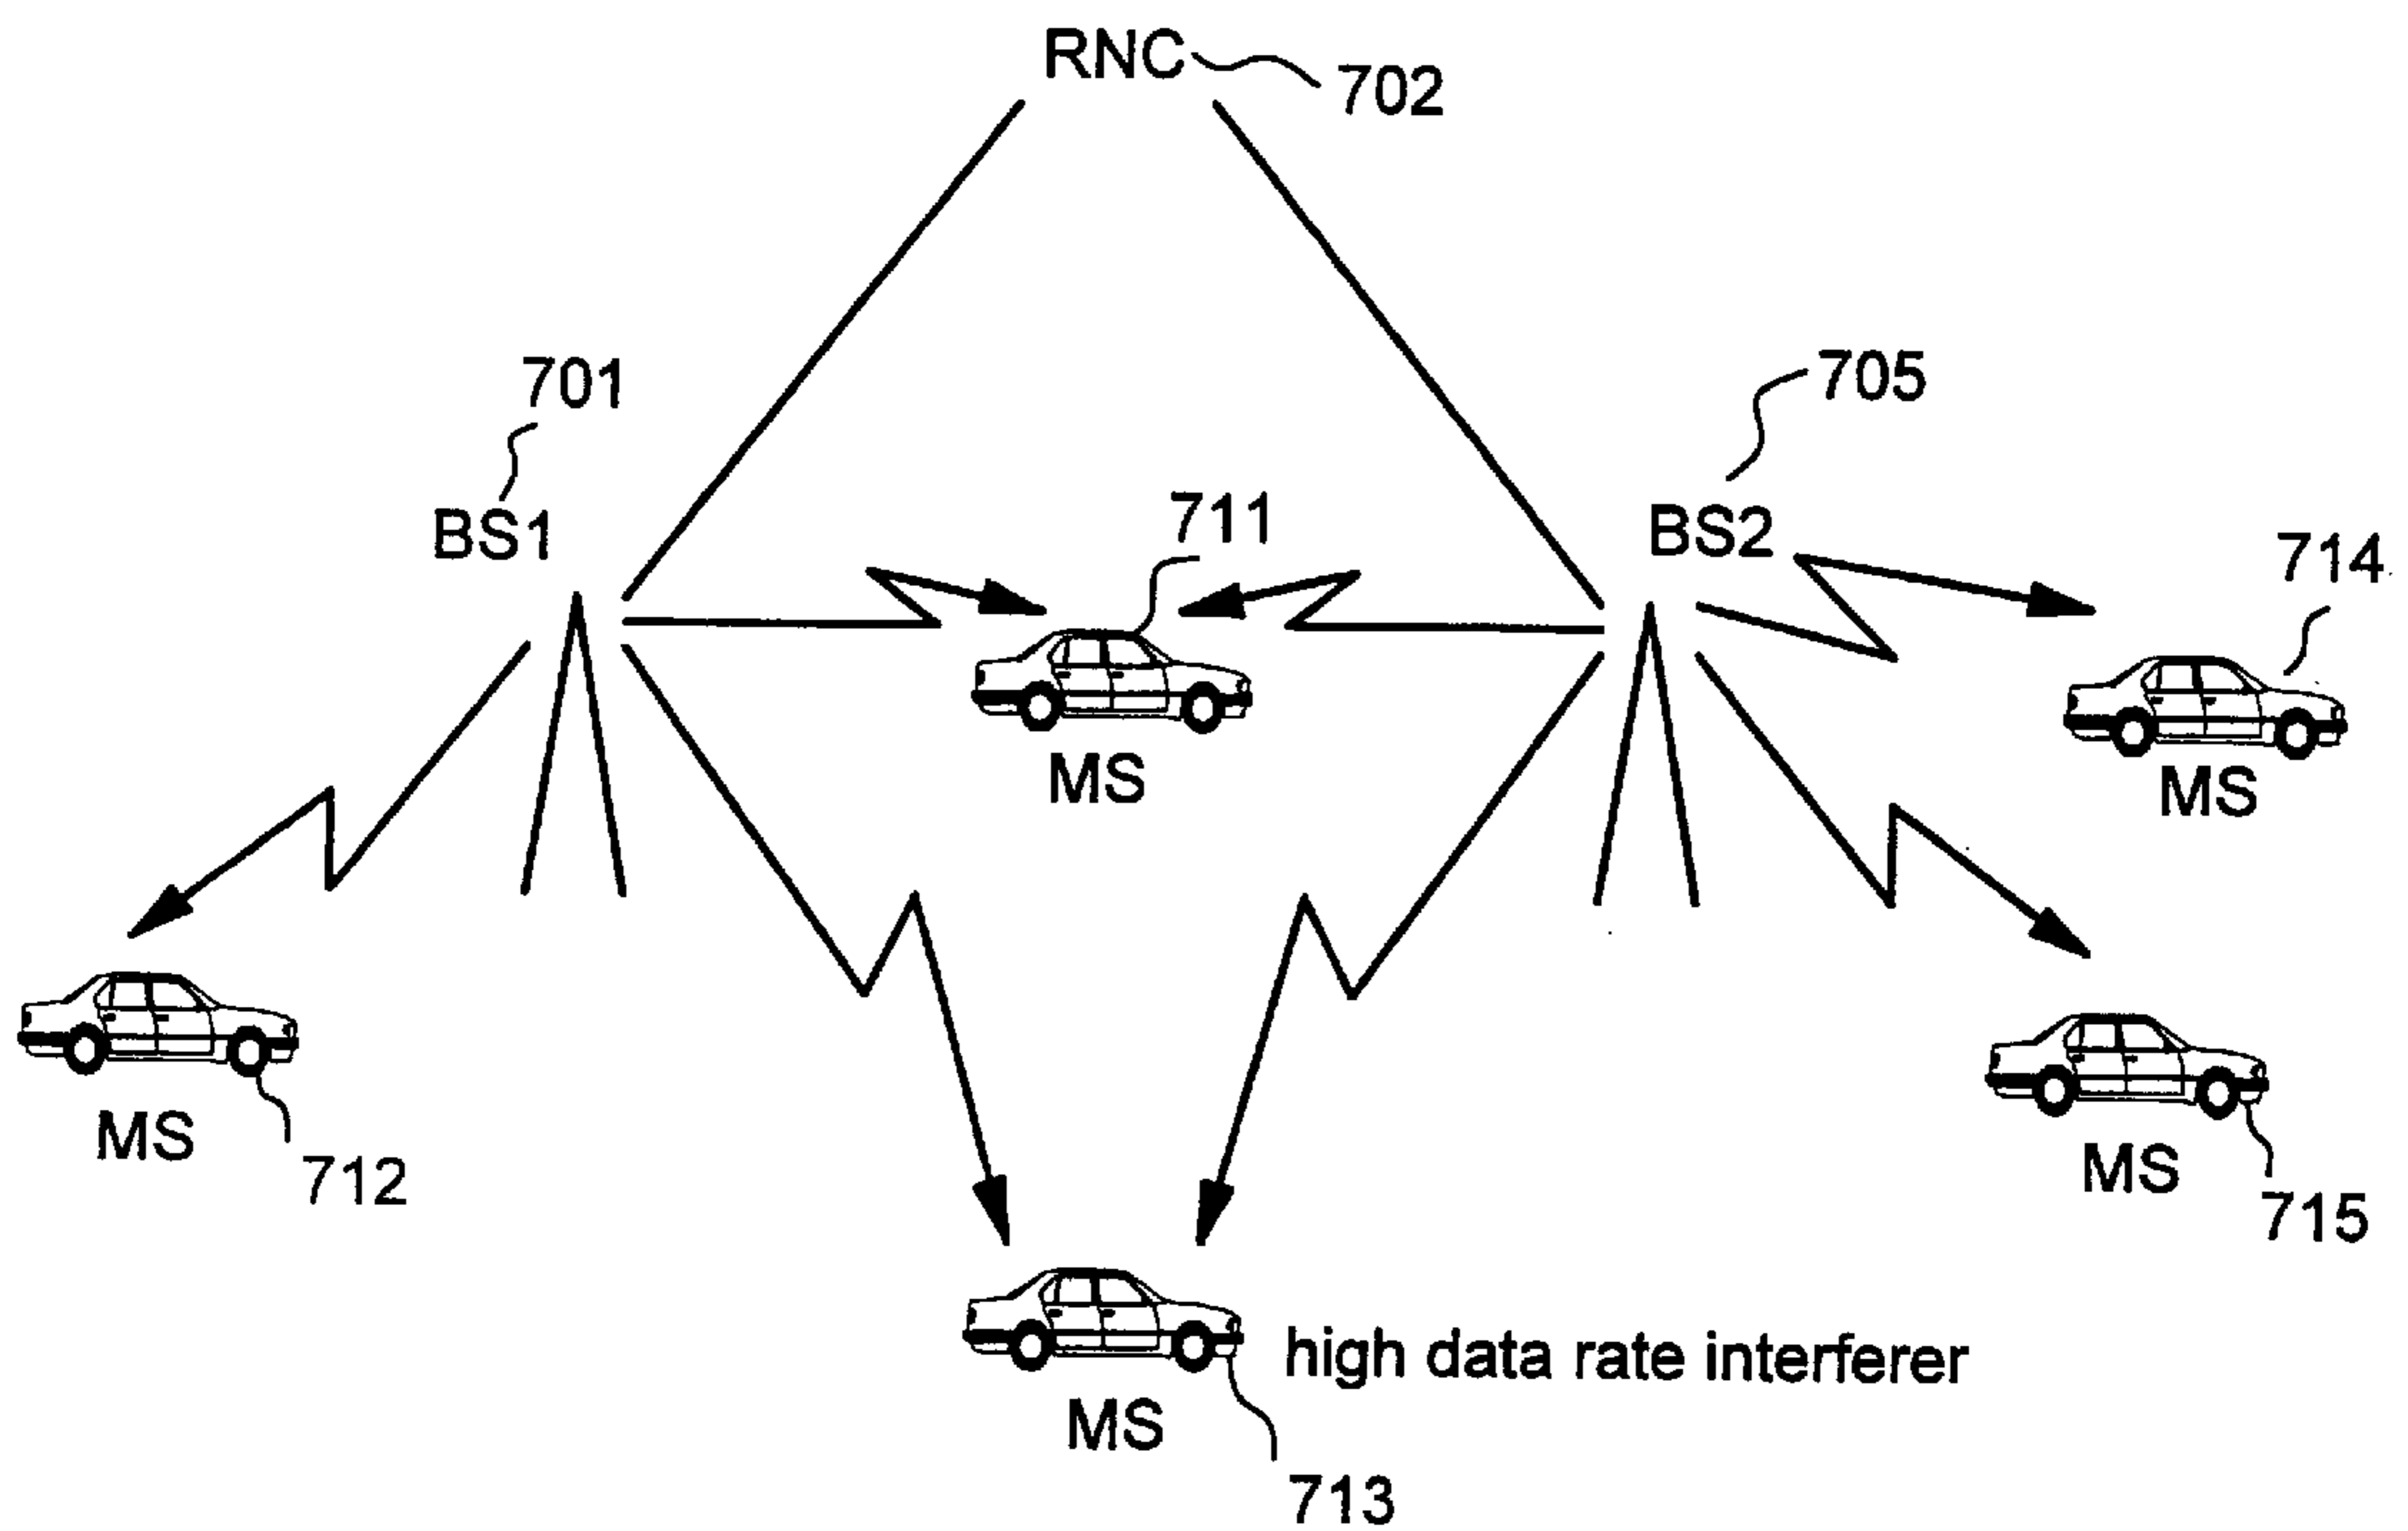 RNC
702
701
705
BS1
711
BS2
714
MS
MS
MS
712
MS
715
high data rate interferer
MS
713